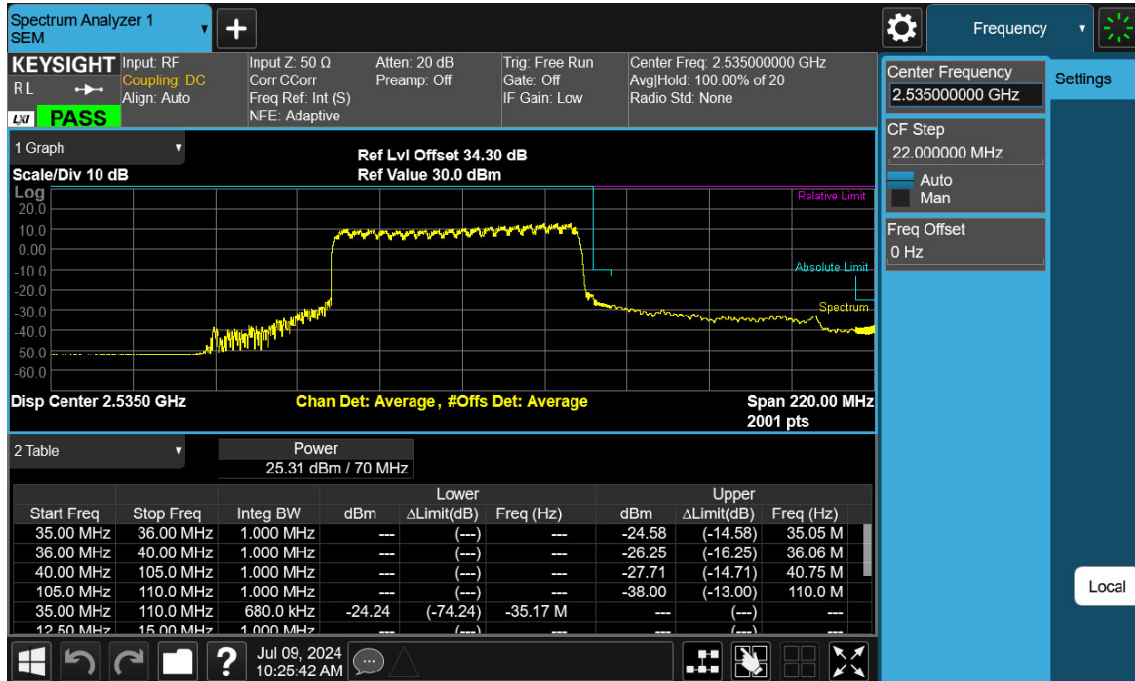 Spectrum Analyzer 1
SEM
+
Frequency
KEYSIGHT
RL
LXI
PASS
Input: RF
Coupling: DC
Align: Auto
Input Z: 50 Ω
Corr CCorr
Freq Ref: Int (S)
NFE: Adaptive
Atten: 20 dB
Preamp: Off
Trig: Free Run
Gate: Off
IF Gain: Low
Center Freq: 2.535000000 GHz
Avg|Hold: 100.00% of 20
Radio Std: None
Center Frequency
2.535000000 GHz
Settings
CF Step
22.000000 MHz
Auto
Man
Freq Offset
0 Hz
1 Graph
Scale/Div 10 dB
Ref Lvl Offset 34.30 dB
Ref Value 30.0 dBm
Log
20.0
10.0
0.00
-10.0
-20.0
-30.0
-40.0
50.0
-60.0
Relative Limit
Absolute Limit
Spectrum
Disp Center 2.5350 GHz
Chan Det: Average , #Offs Det: Average
Span 220.00 MHz
2001 pts
2 Table
Power
25.31 dBm / 70 MHz
Lower Upper
Start Freq Stop Freq Integ BW dBm ΔLimit(dB) Freq (Hz) dBm ΔLimit(dB) Freq (Hz)
35.00 MHz 36.00 MHz 1.000 MHz --- (---) --- -24.58 (-14.58) 35.05 M
36.00 MHz 40.00 MHz 1.000 MHz --- (---) --- -26.25 (-16.25) 36.06 M
40.00 MHz 105.0 MHz 1.000 MHz --- (---) --- -27.71 (-14.71) 40.75 M
105.0 MHz 110.0 MHz 1.000 MHz --- (---) --- -38.00 (-13.00) 110.0 M
35.00 MHz 110.0 MHz 680.0 kHz -24.24 (-74.24) -35.17 M --- (---) ---
12.50 MHz 15.00 MHz 1.000 MHz --- (---) --- --- (---) ---
Local
?
Jul 09, 2024
10:25:42 AM